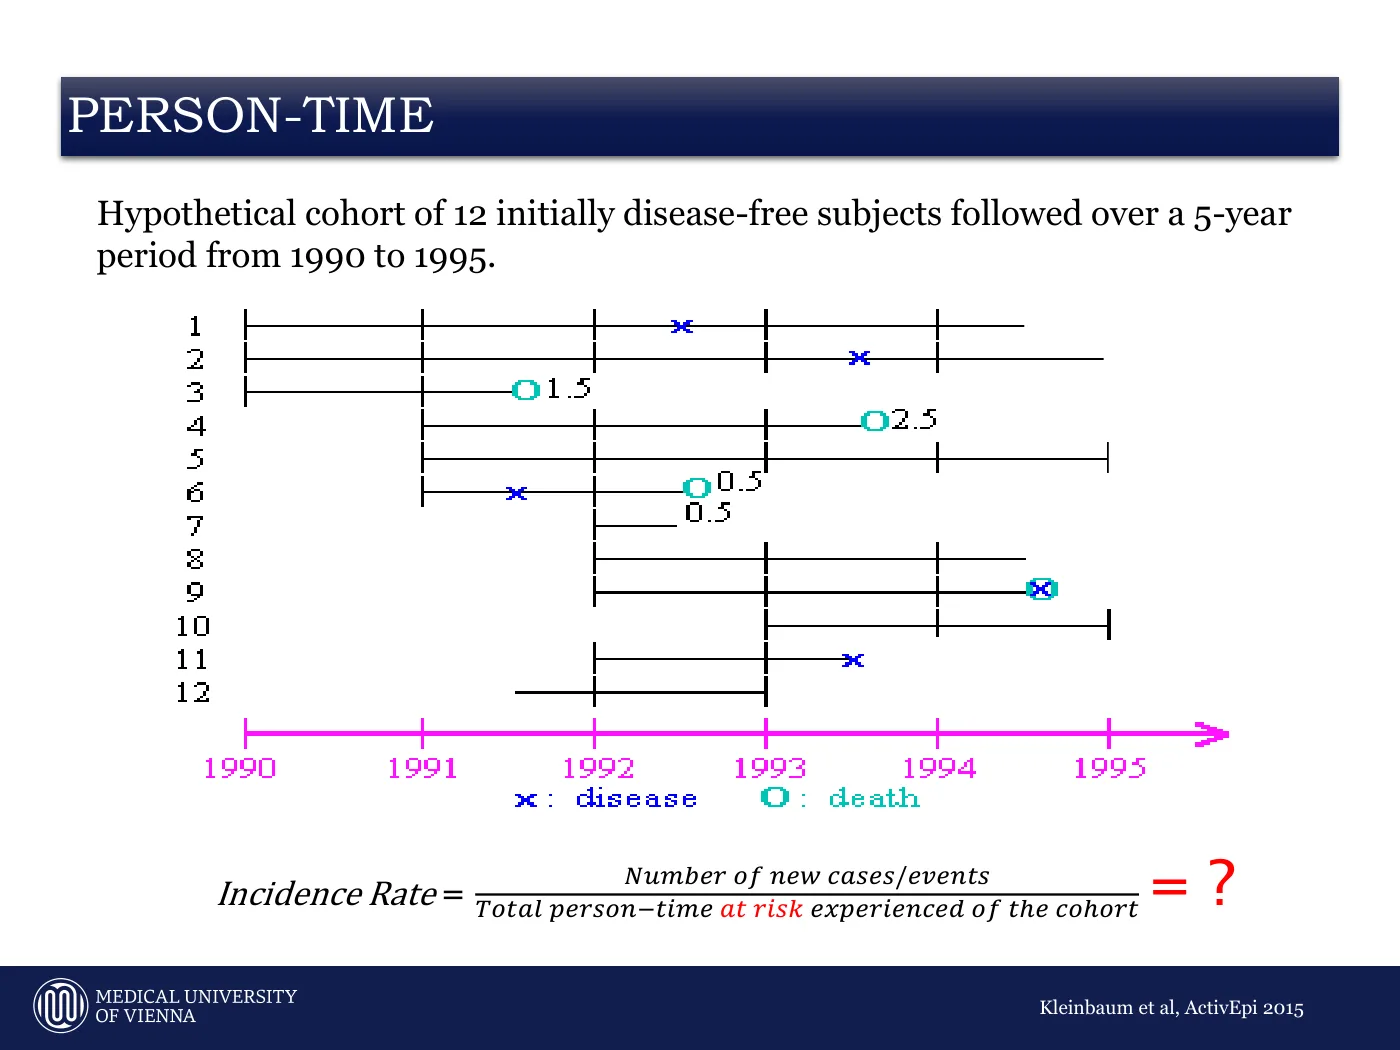 PERSON-TIME
Hypothetical cohort of 12 initially disease-free subjects followed over a 5-year
period from 1990 to 1995.
1
2
3 1.5
4 2.5
5
6 0.5
7 0.5
8
9
10
11
12
1990 1991 1992 1993 1994 1995
x: disease O: death
Incidence Rate = Number of new cases/events / Total person−time at risk experienced of the cohort = ?
MEDICAL UNIVERSITY
OF VIENNA
Kleinbaum et al, ActivEpi 2015